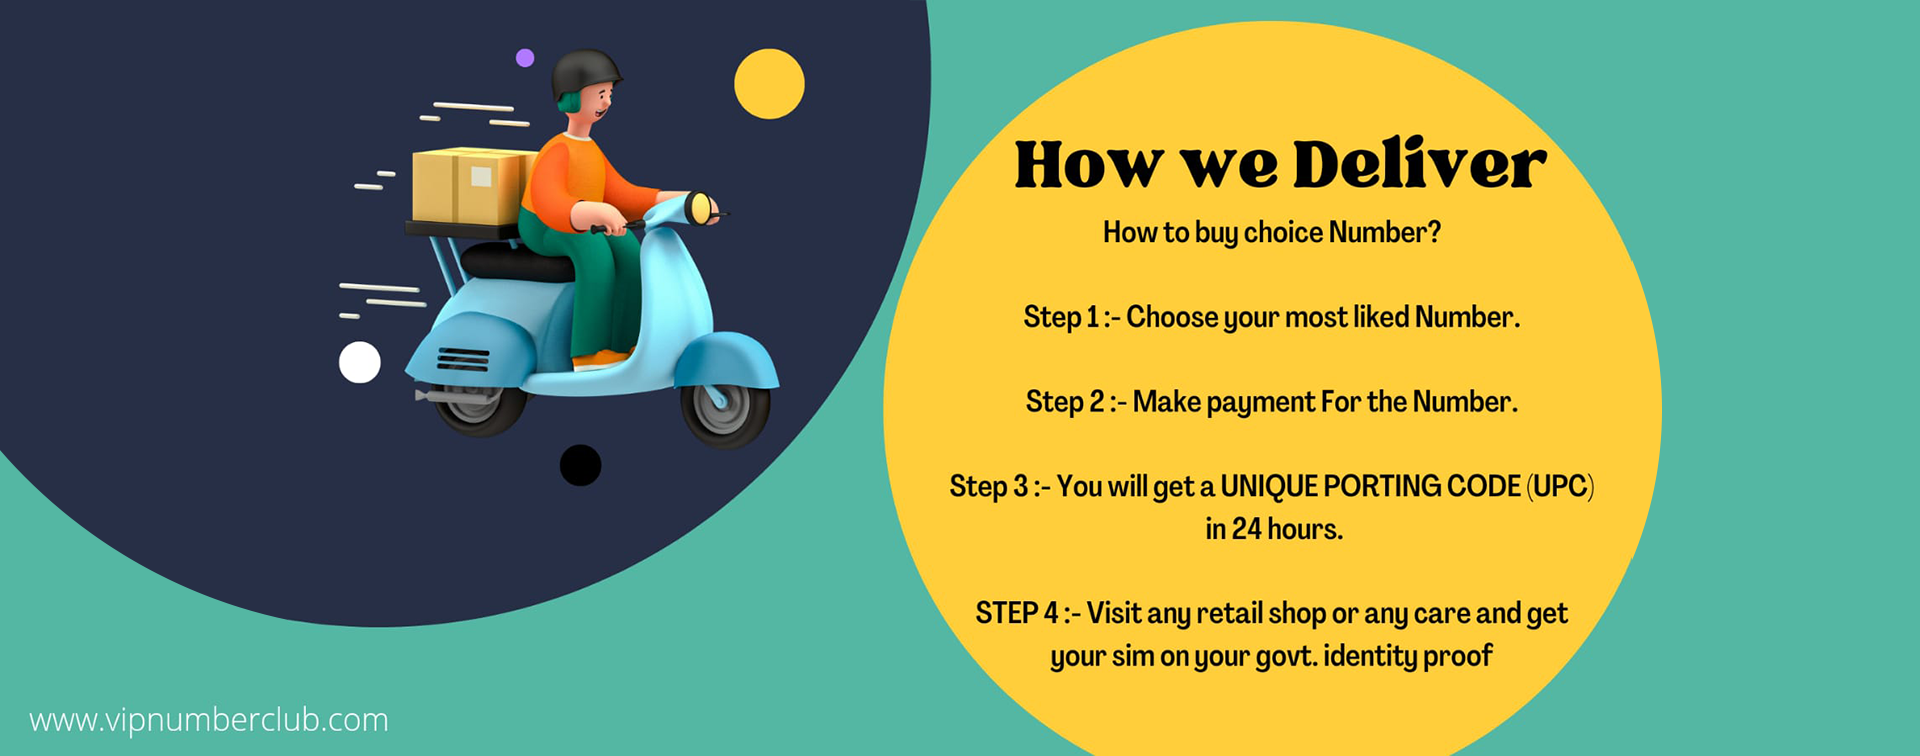 How we Deliver
How to buy choice Number?
Step 1 :- Choose your most liked Number.
Step 2 :- Make payment For the Number.
Step 3 :- You will get a UNIQUE PORTING CODE (UPC)
in 24 hours.
STEP 4 :- Visit any retail shop or any care and get
your sim on your govt. identity proof
www.vipnumberclub.com